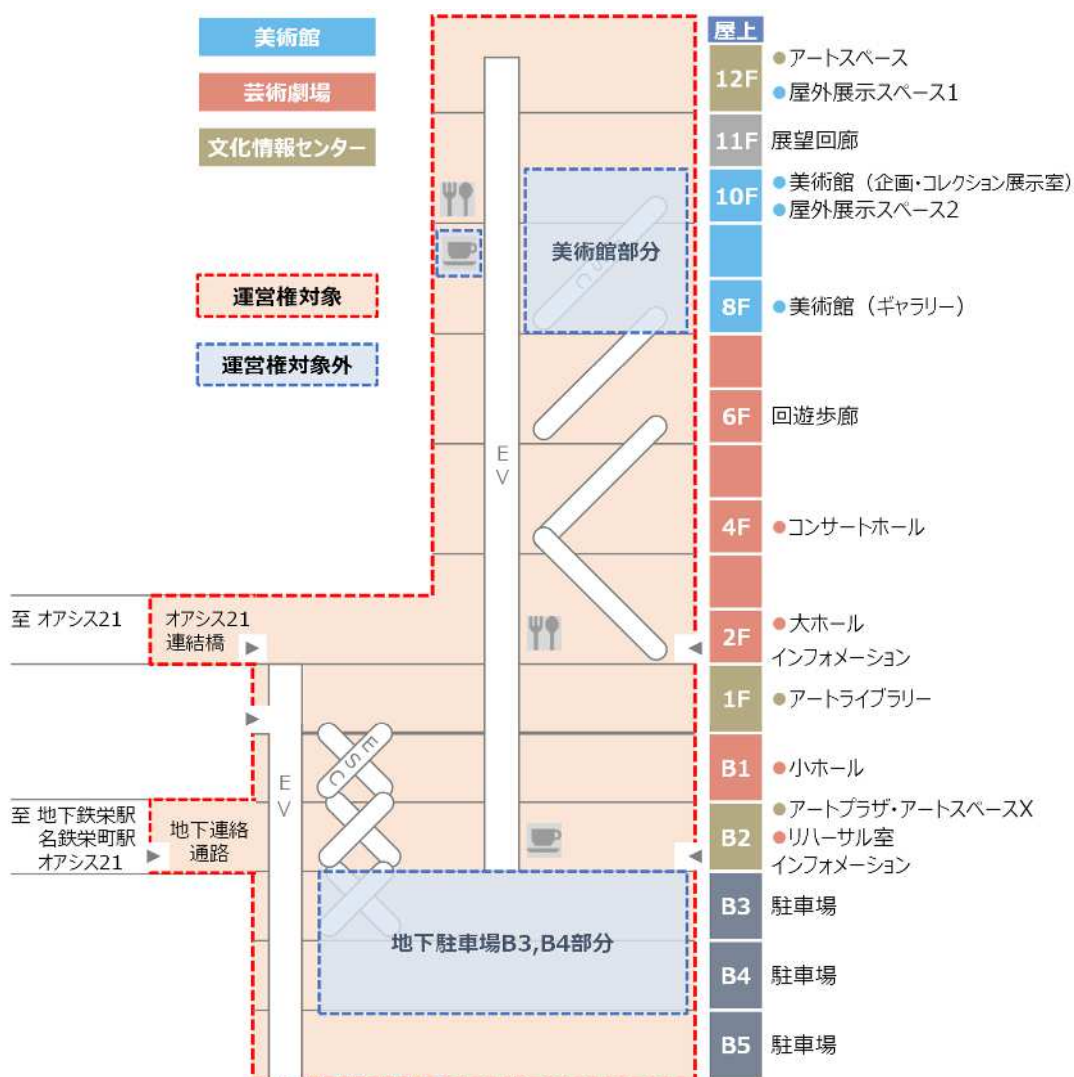 美術館
芸術劇場
文化情報センター
運営権対象
運営権対象外
屋上
12F
●アートスペース
●屋外展示スペース1
11F 展望回廊
10F
●美術館（企画・コレクション展示室）
●屋外展示スペース2
美術館部分
ESC
8F ●美術館（ギャラリー）
6F 回遊歩廊
EV
4F ●コンサートホール
至 オアシス21
オアシス21
連結橋
2F
●大ホール
インフォメーション
1F ●アートライブラリー
ESC
B1 ●小ホール
EV
至 地下鉄栄駅
名鉄栄町駅
オアシス21
地下連絡
通路
B2
●アートプラザ・アートスペースX
●リハーサル室
インフォメーション
B3 駐車場
地下駐車場B3,B4部分
B4 駐車場
B5 駐車場